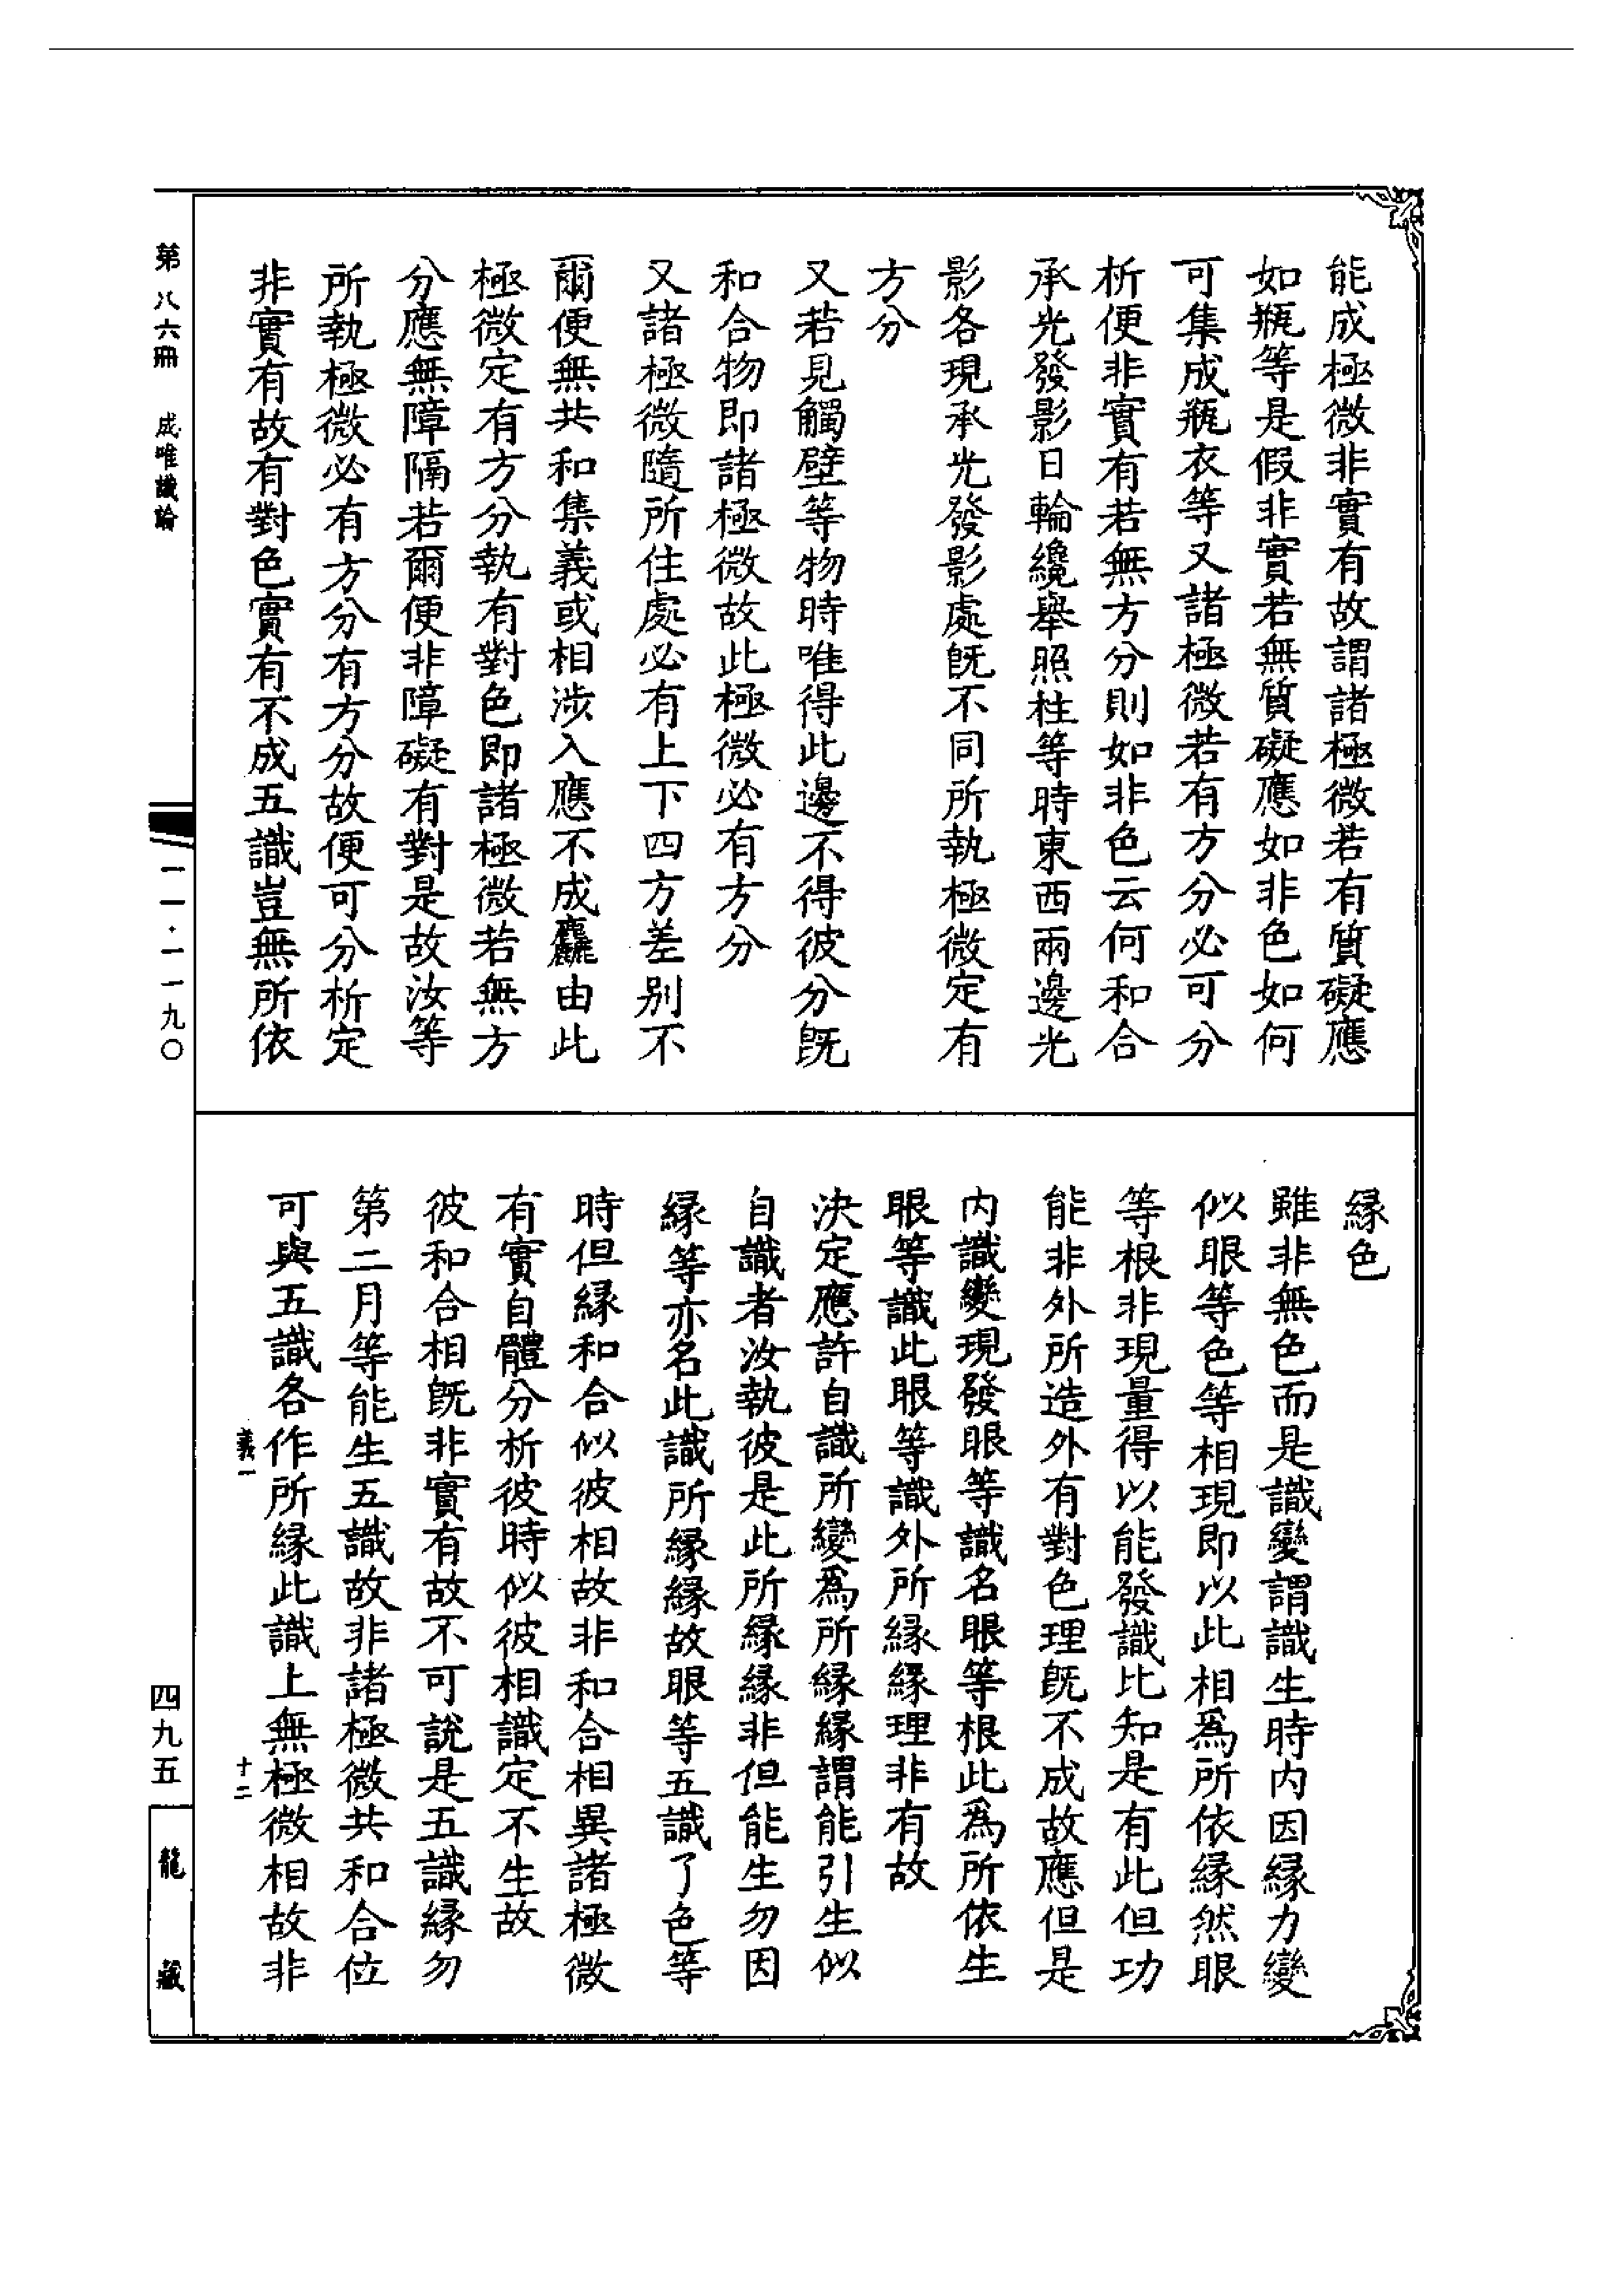 能成極微非實有故謂諸極微若有質礙應
如瓶等是假非實若無質礙應如非色如何
可集成瓶衣等又諸極微若有方分必可分
析便非實有若無方分則如非色云何和合
承光發影日輪纔舉照柱等時東西兩邊光
影各現承光發影處旣不同所執極微定有
方分
又若見觸壁等物時唯得此邊不得彼分旣
和合物即諸極微故此極微必有方分
又諸極微隨所住處必有上下四方差別不
爾便無共和集義或相涉入應不成麤由此
極微定有方分執有對色即諸極微若無方
分應無障隔若爾便非障礙有對是故汝等
所執極微必有方分有方分故便可分析定
非實有故有對色實有不成五識豈無所依
緣色
雖非無色而是識變謂識生時內因緣力變
似眼等色等相現即以此相爲所依緣然眼
等根非現量得以能發識比知是有此但功
能非外所造外有對色理旣不成故應但是
內識變現發眼等識名眼等根此爲所依生
眼等識此眼等識外所緣緣理非有故
決定應許自識所變爲所緣緣謂能引生似
自識者汝執彼是此所緣緣非但能生勿因
緣等亦名此識所緣緣故眼等五識了色等
時但緣和合似彼相故非和合相異諸極微
有實自體分析彼時似彼相識定不生故
彼和合相旣非實有故不可說是五識緣勿
第二月等能生五識故非諸極微共和合位
可與五識各作所緣此識上無極微相故非
義一
十二
第八六冊 成唯識論
一一·一一九〇
四九五
龍藏